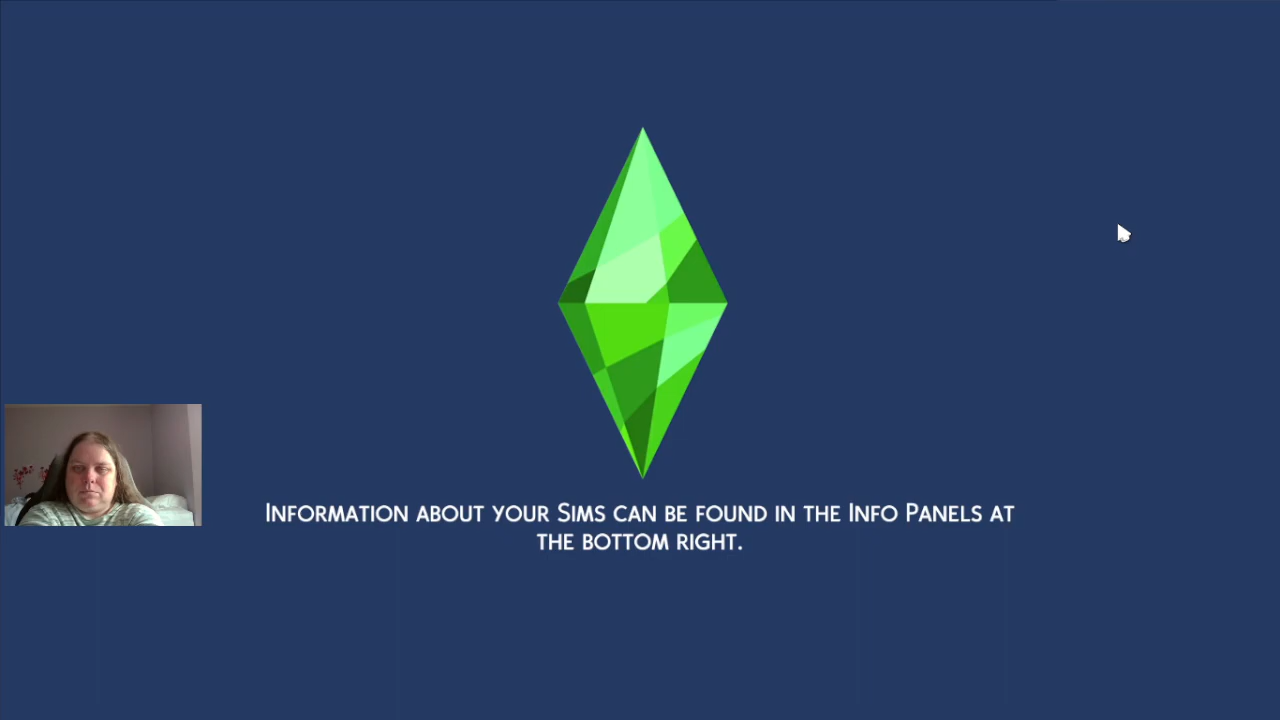 Information about your Sims can be found in the Info Panels at
the bottom right.